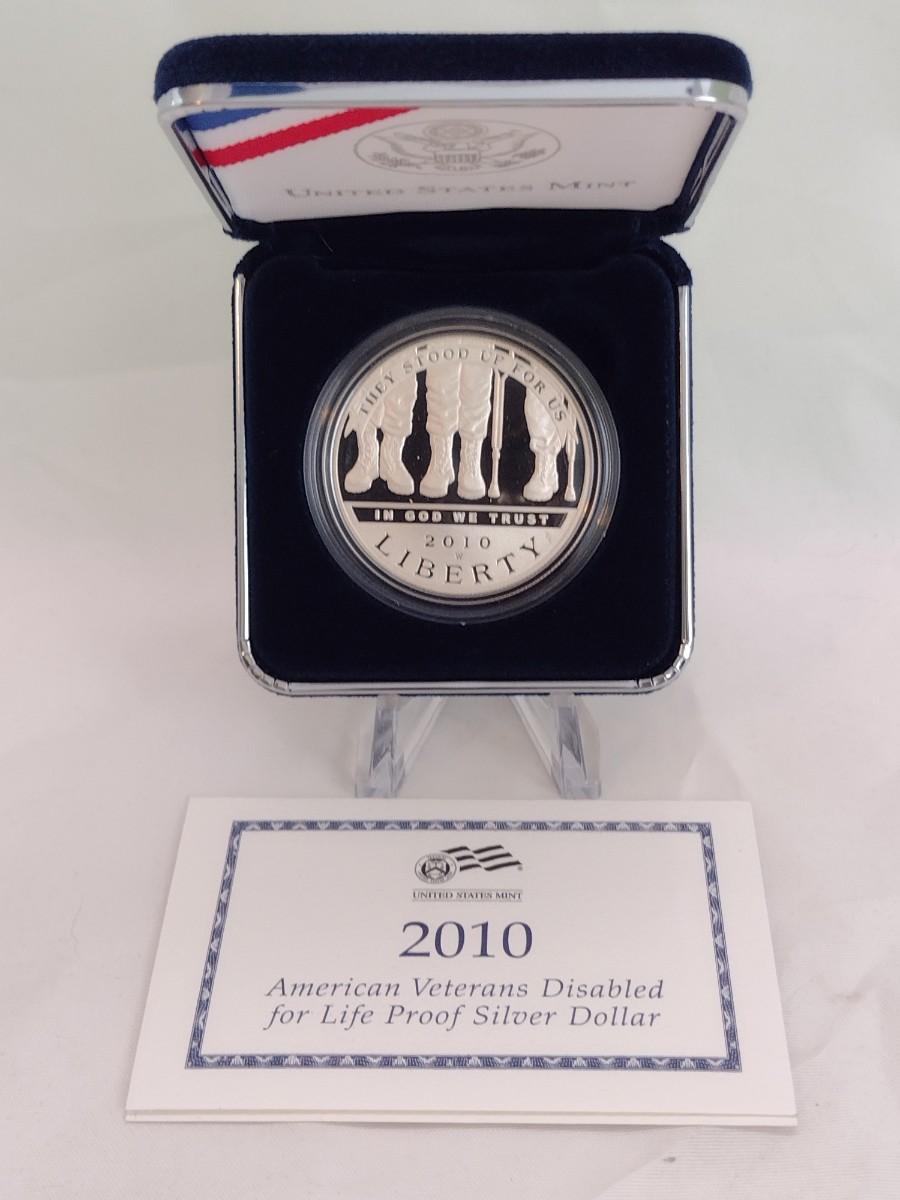 UNITED STATES MINT
THEY STOOD UP FOR US
IN GOD WE TRUST
2010
W
LIBERTY
UNITED STATES MINT
2010
American Veterans Disabled
for Life Proof Silver Dollar